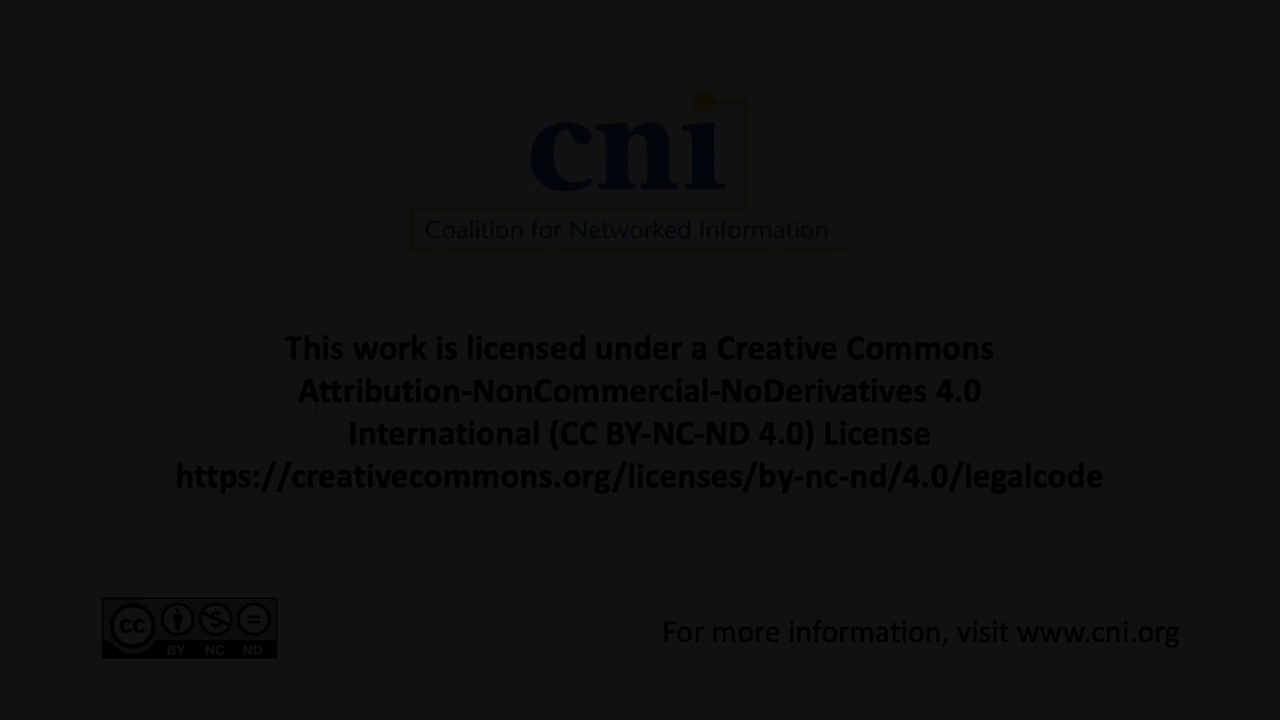 cni
Coalition for Networked Information
This work is licensed under a Creative Commons
Attribution-NonCommercial-NoDerivatives 4.0
International (CC BY-NC-ND 4.0) License
https://creativecommons.org/licenses/by-nc-nd/4.0/legalcode
cc
BY NC ND
For more information, visit www.cni.org